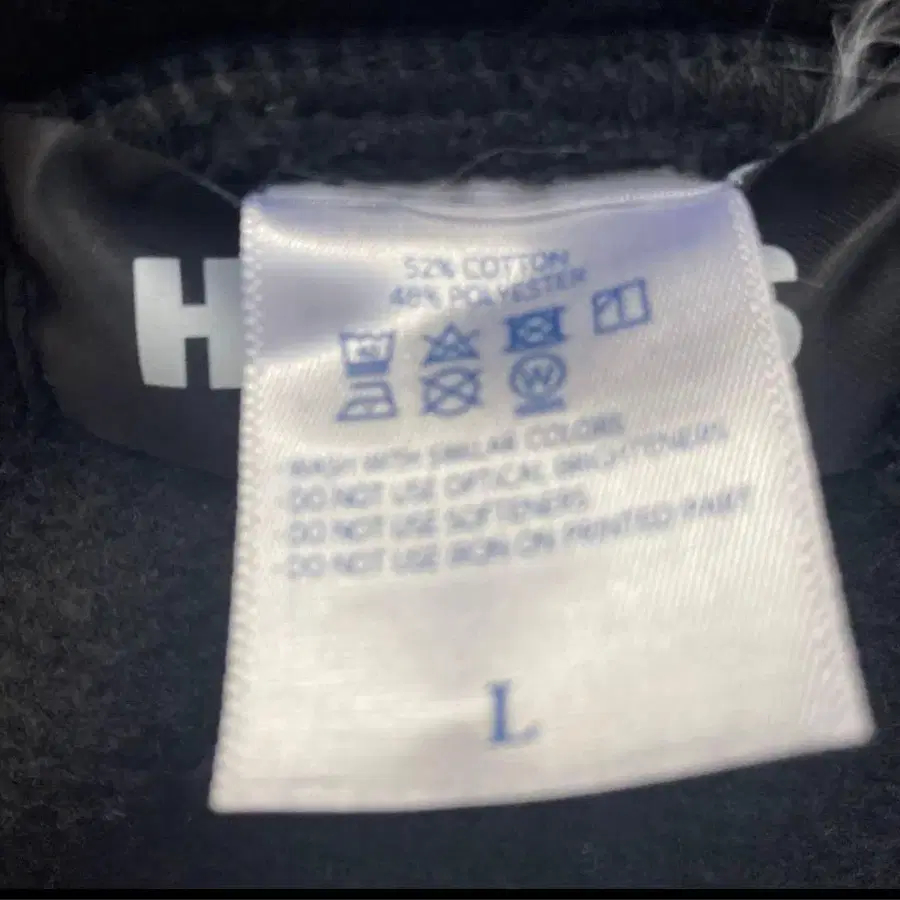 H S
52% COTTON
48% POLYESTER
W
WASH WITH SIMILAR COLORS
DO NOT USE OPTICAL BRIGHTENERS
DO NOT USE SOFTENERS
DO NOT USE IRON ON PRINTED PART
L